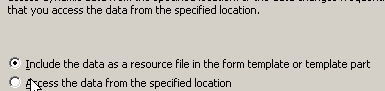 that you access the data from the specified location.
Include the data as a resource file in the form template or template part
Access the data from the specified location